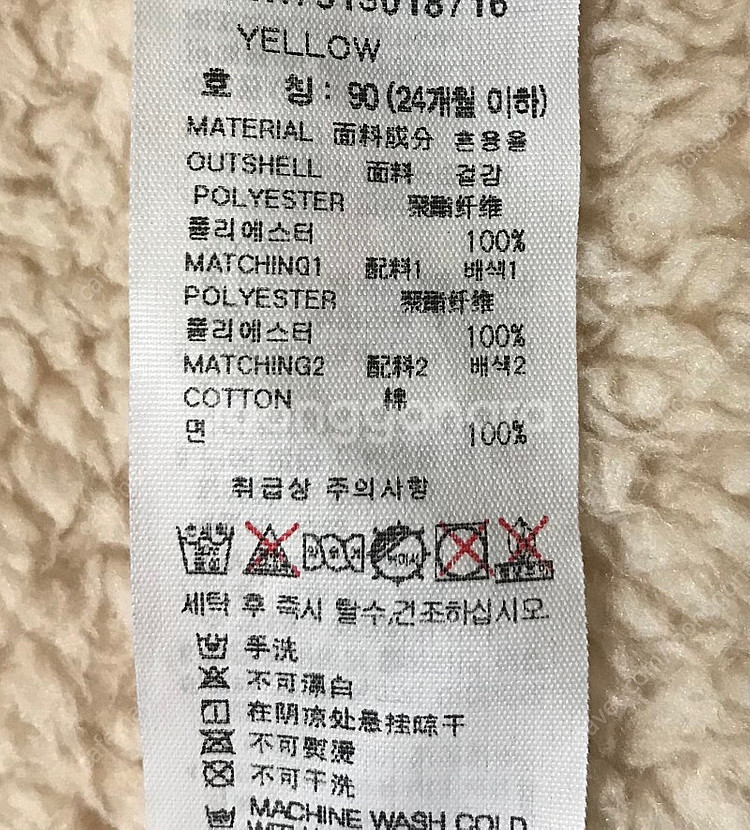 YELLOW
호 칭 : 90 (24개월 이하)
MATERIAL 面料成分 혼용율
OUTSHELL 面料 겉감
POLYESTER 聚酯纤维
폴리에스터 100%
MATCHING1 配料1 배색1
POLYESTER 聚酯纤维
폴리에스터 100%
MATCHING2 配料2 배색2
COTTON 綿
면 100%
취급상 주의사항
세탁 후 즉시 탈수,건조하십시오.
手洗
不可漂白
在阴凉处悬挂晾干
不可熨烫
不可干洗
MACHINE WASH COLD